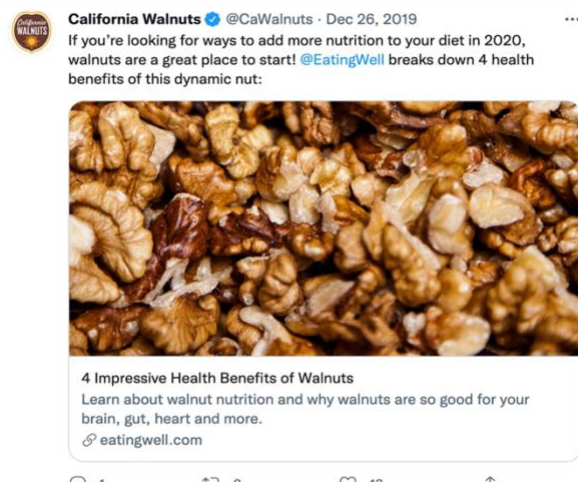 California WALNUTS
California Walnuts @CaWalnuts · Dec 26, 2019
If you’re looking for ways to add more nutrition to your diet in 2020,
walnuts are a great place to start! @EatingWell breaks down 4 health
benefits of this dynamic nut:
4 Impressive Health Benefits of Walnuts
Learn about walnut nutrition and why walnuts are so good for your
brain, gut, heart and more.
eatingwell.com